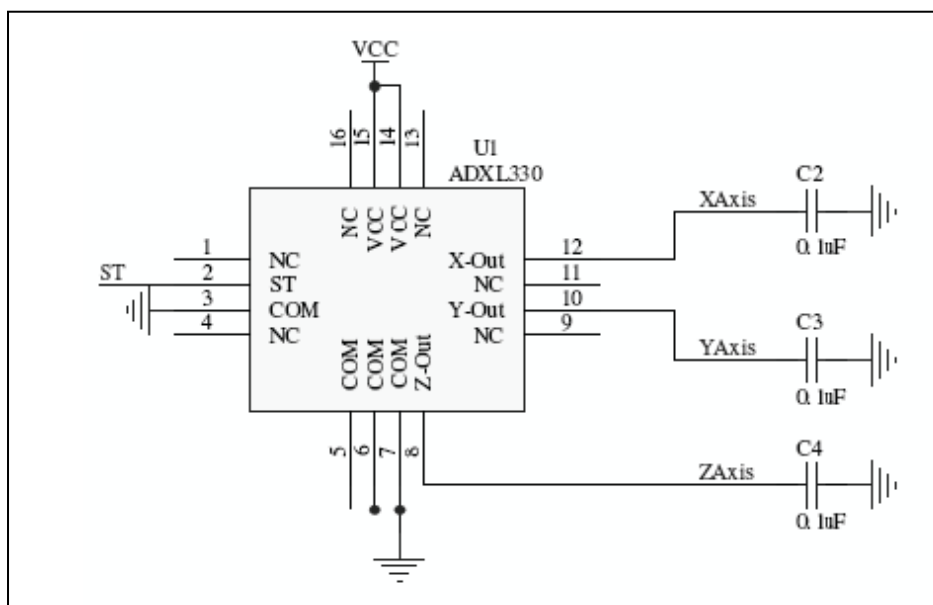 VCC
16
15
14
13
U1
ADXL330
NC
VCC
VCC
NC
C2
XAxis
0.1uF
1
NC
X-Out
12
ST
2
ST
NC
11
3
COM
Y-Out
10
4
NC
NC
9
COM
COM
COM
Z-Out
C3
YAxis
0.1uF
5
6
7
8
C4
ZAxis
0.1uF